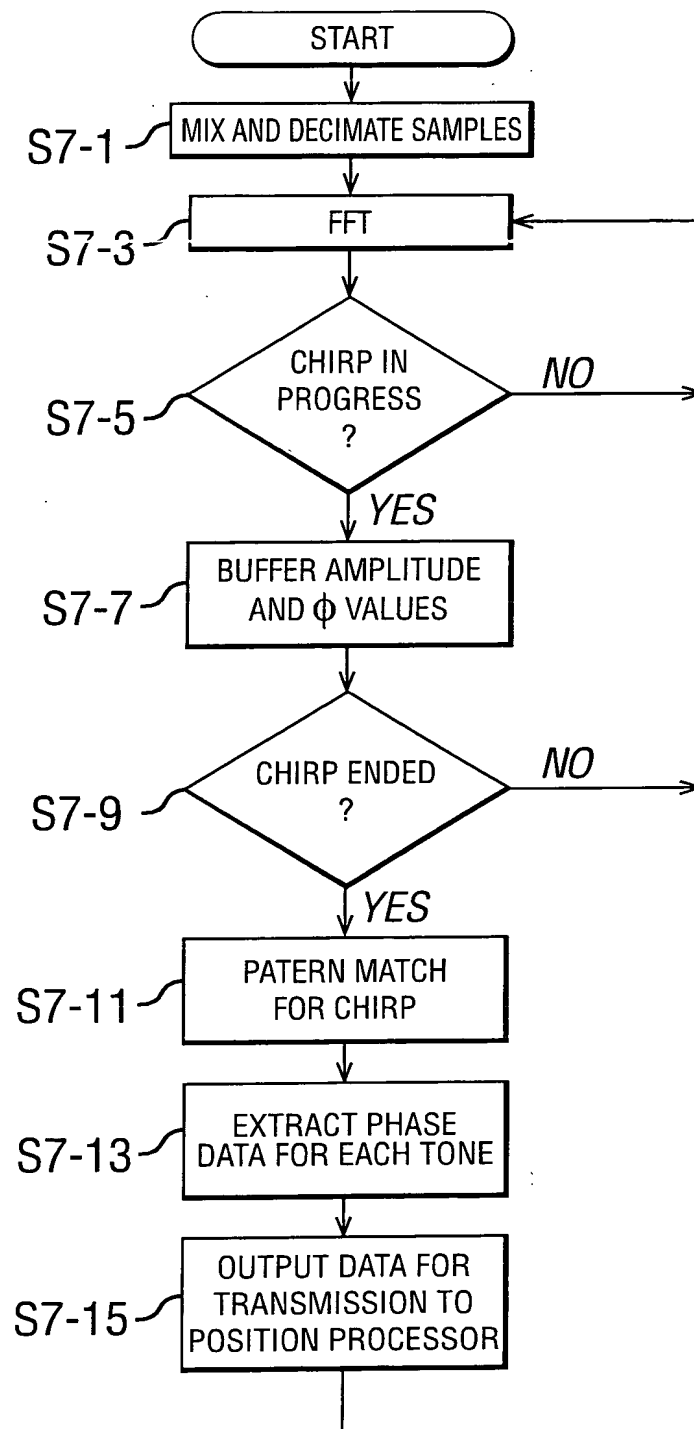 START
S7-1
MIX AND DECIMATE SAMPLES
S7-3
FFT
S7-5
CHIRP IN
PROGRESS
?
NO
YES
S7-7
BUFFER AMPLITUDE
AND ϕ VALUES
S7-9
CHIRP ENDED
?
NO
YES
S7-11
PATERN MATCH
FOR CHIRP
S7-13
EXTRACT PHASE
DATA FOR EACH TONE
S7-15
OUTPUT DATA FOR
TRANSMISSION TO
POSITION PROCESSOR